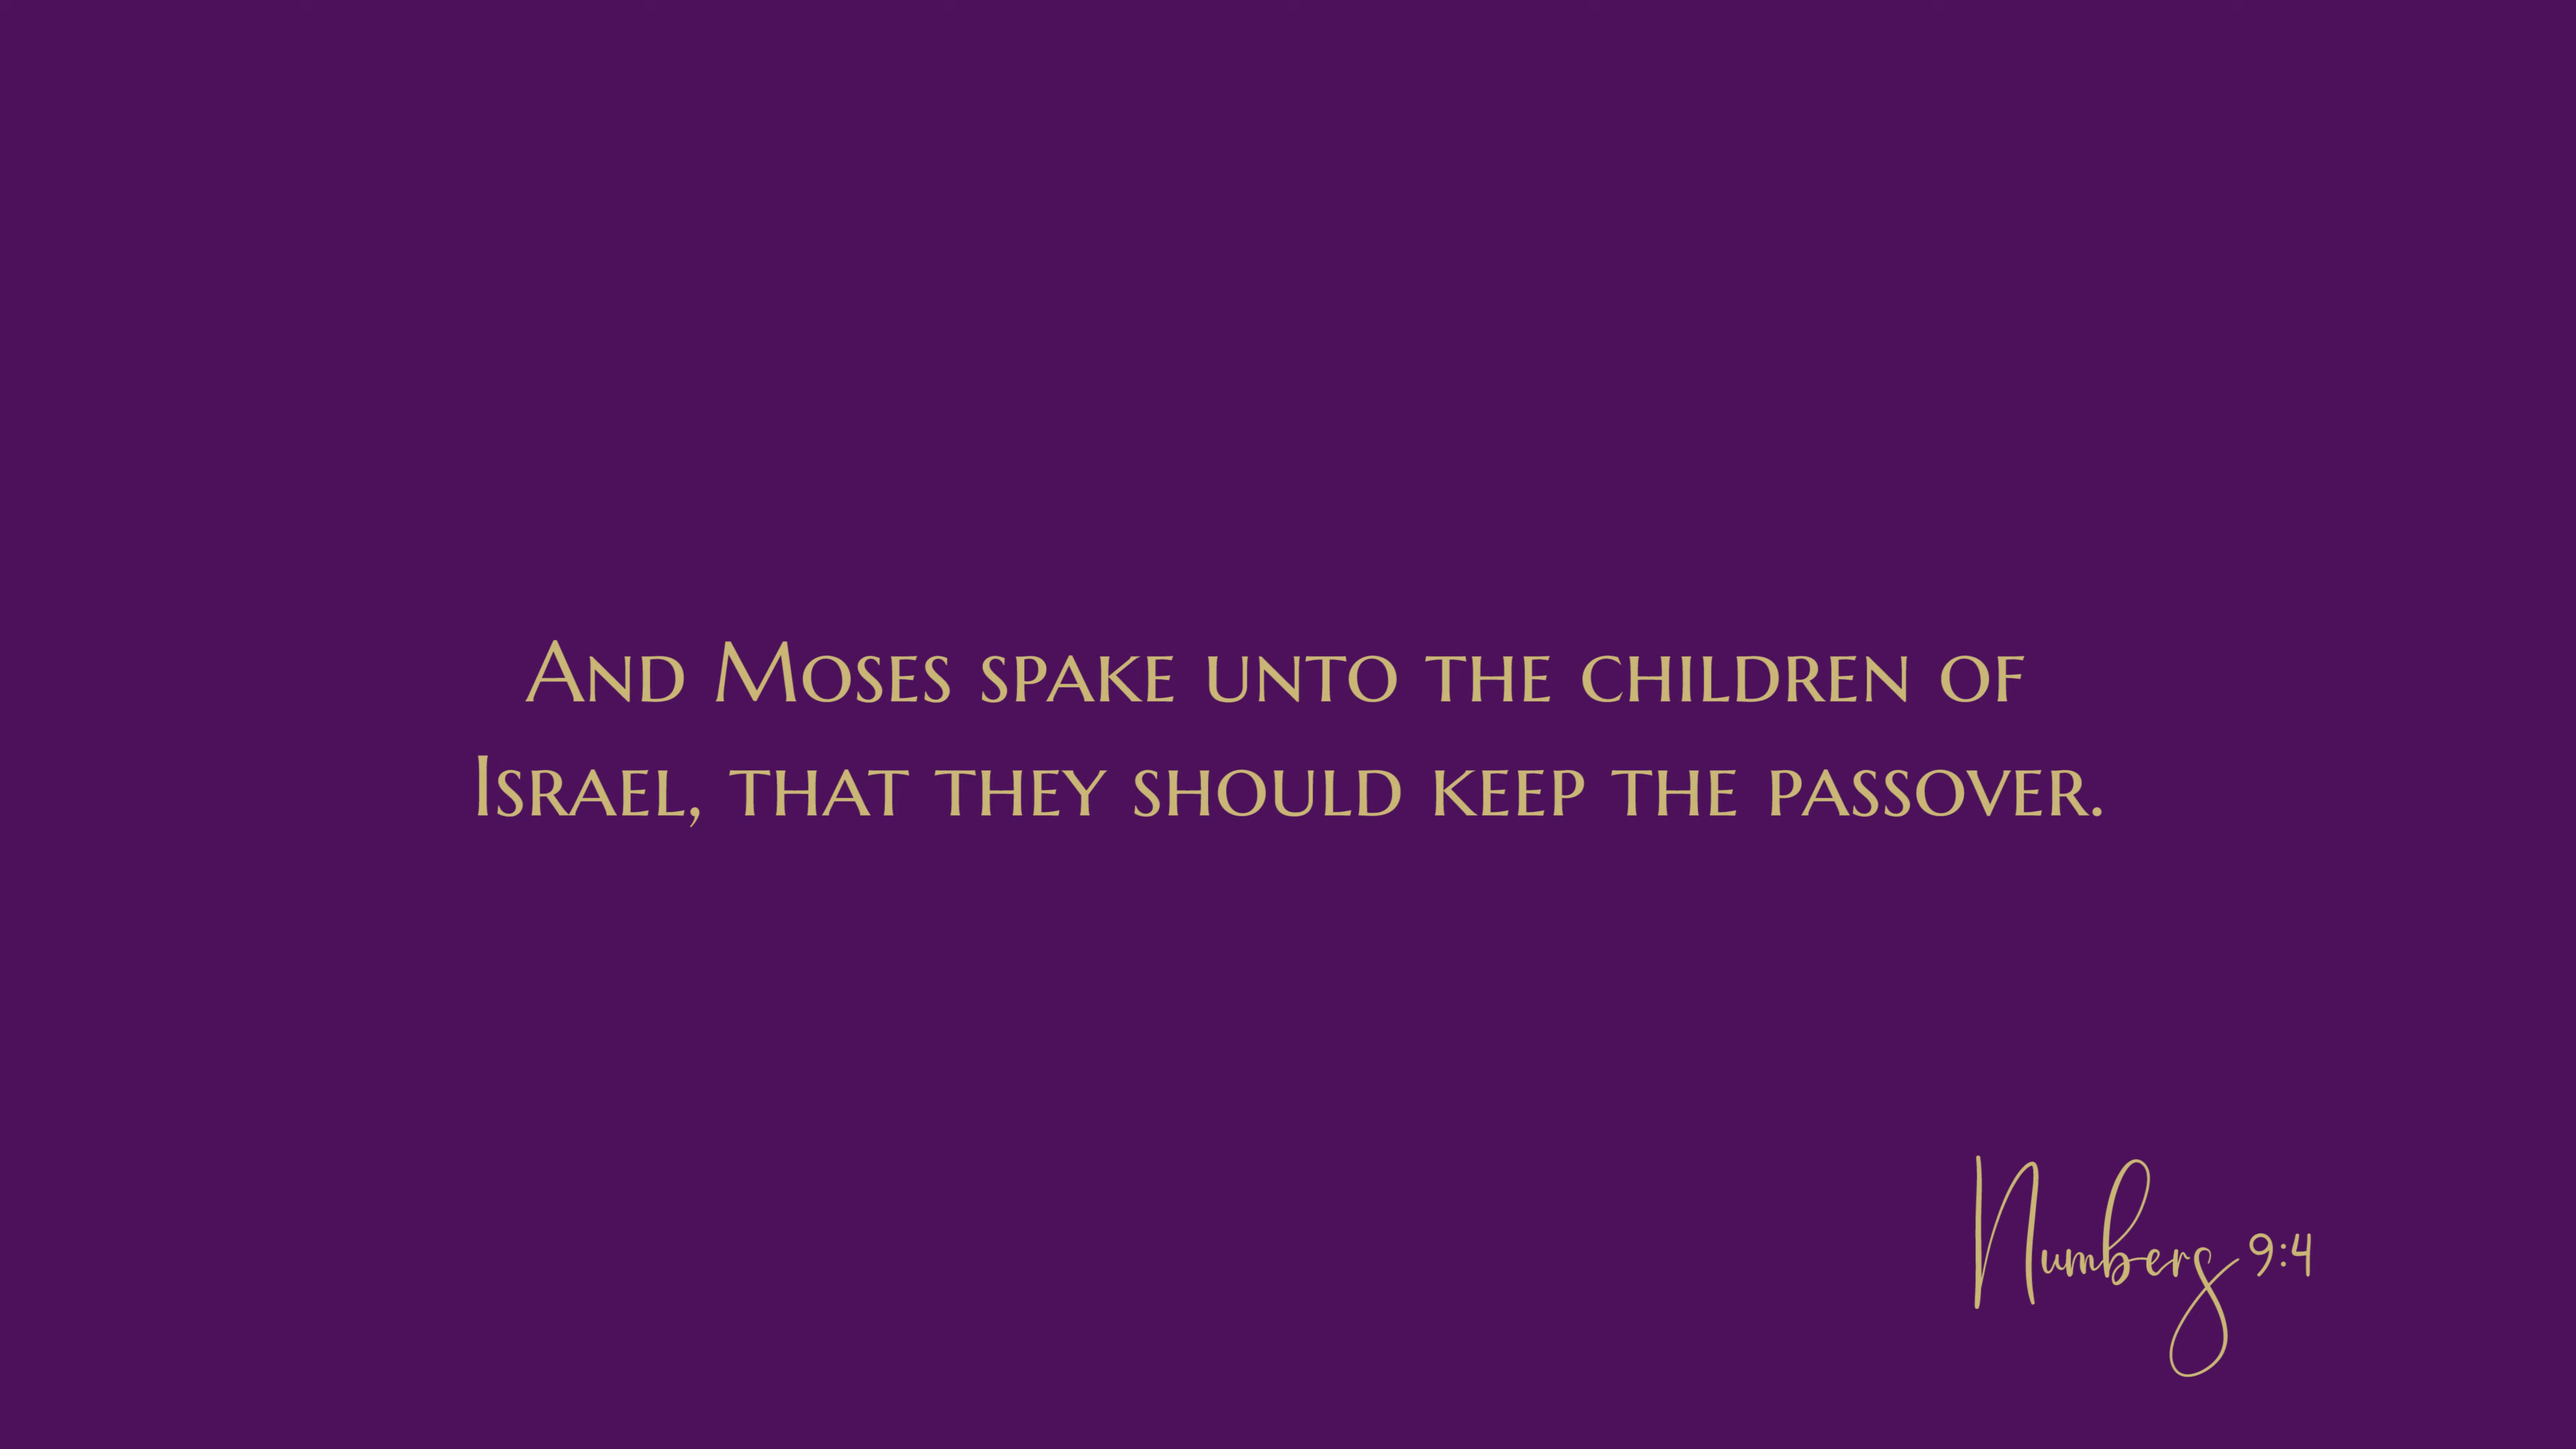 And Moses spake unto the children of
Israel, that they should keep the passover.
Numbers 9:4